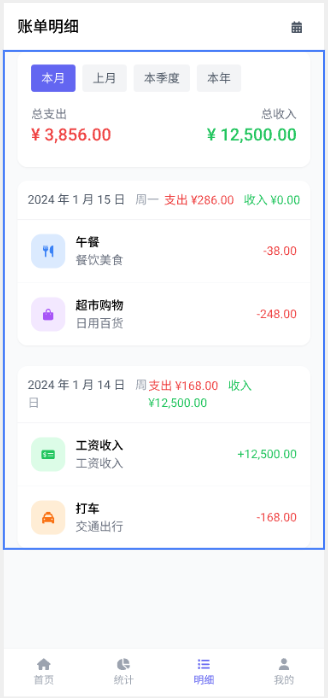 账单明细
本月 上月 本季度 本年
总支出 总收入
¥ 3,856.00 ¥ 12,500.00
2024 年 1 月 15 日 周一 支出 ¥286.00 收入 ¥0.00
午餐
餐饮美食
-38.00
超市购物
日用百货
-248.00
2024 年 1 月 14 日 周
日
支出 ¥168.00 收入
¥12,500.00
工资收入
工资收入
+12,500.00
打车
交通出行
-168.00
首页 统计 明细 我的